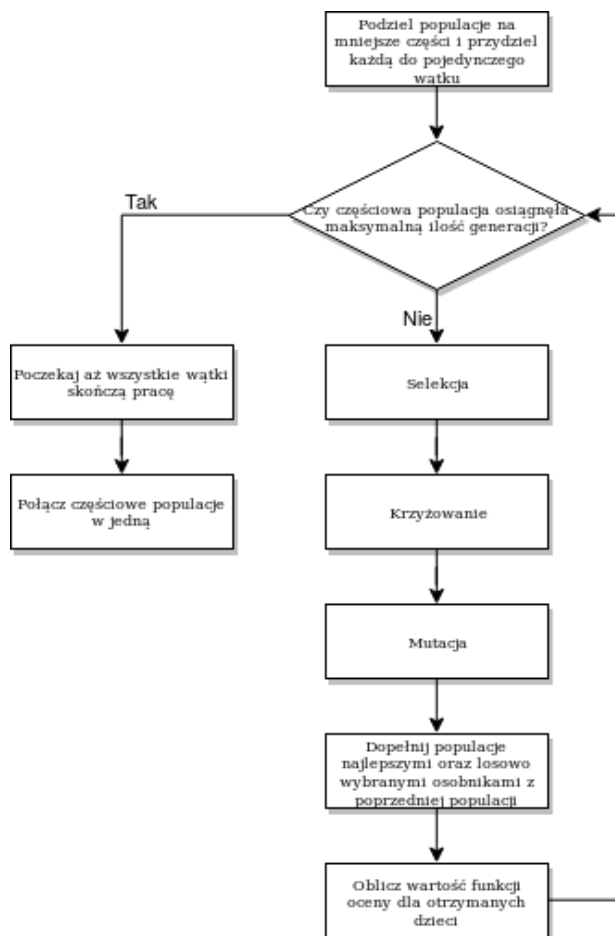 Podziel populacje na
mniejsze części i przydziel
każdą do pojedynczego
wątku
Czy częściowa populacja osiągnęła
maksymalną ilość generacji?
Tak
Nie
Poczekaj aż wszystkie wątki
skończą pracę
Połącz częściowe populacje
w jedną
Selekcja
Krzyżowanie
Mutacja
Dopełnij populacje
najlepszymi oraz losowo
wybranymi osobnikami z
poprzedniej populacji
Oblicz wartość funkcji
oceny dla otrzymanych
dzieci